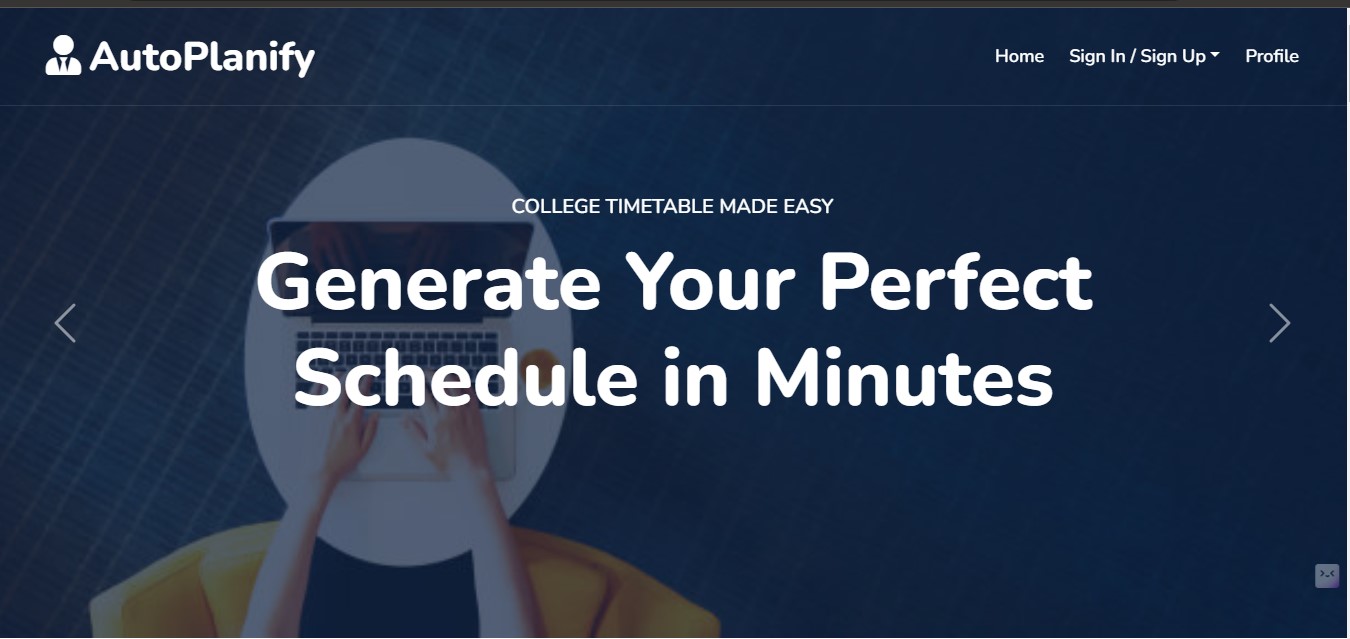 AutoPlanify
Home
Sign In / Sign Up
Profile
COLLEGE TIMETABLE MADE EASY
Generate Your Perfect
Schedule in Minutes